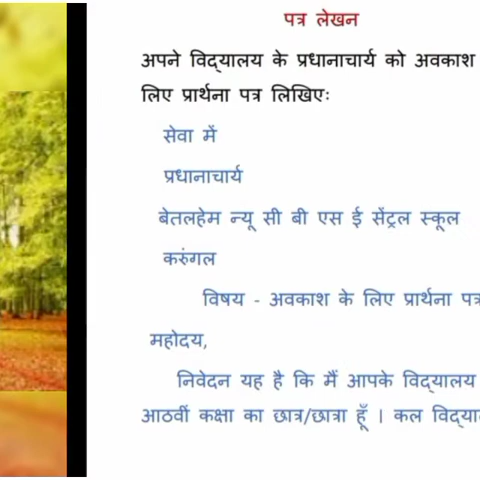 पत्र लेखन
अपने विद्यालय के प्रधानाचार्य को अवकाश
लिए प्रार्थना पत्र लिखिएः
सेवा में
प्रधानाचार्य
बेतलहेम न्यू सी बी एस ई सेंट्रल स्कूल
करुंगल
विषय - अवकाश के लिए प्रार्थना पत्र
महोदय,
निवेदन यह है कि मैं आपके विद्यालय
आठवीं कक्षा का छात्र/छात्रा हूँ । कल